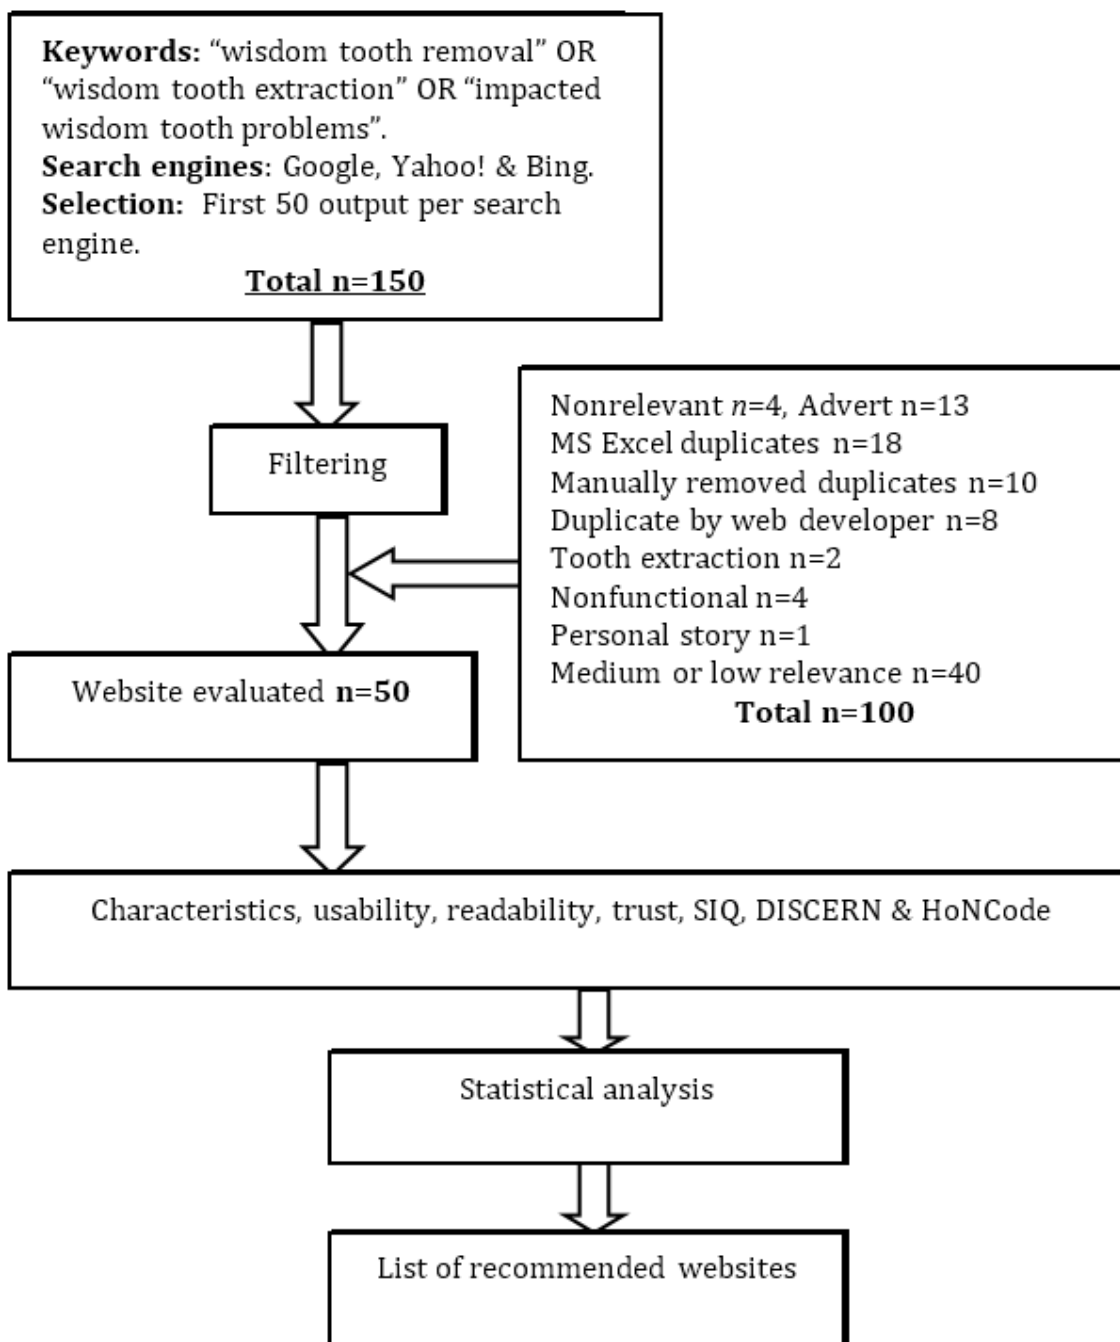 Keywords: “wisdom tooth removal” OR
“wisdom tooth extraction” OR “impacted
wisdom tooth problems”.
Search engines: Google, Yahoo! & Bing.
Selection: First 50 output per search
engine.
Total n=150
Filtering
Nonrelevant n=4, Advert n=13
MS Excel duplicates n=18
Manually removed duplicates n=10
Duplicate by web developer n=8
Tooth extraction n=2
Nonfunctional n=4
Personal story n=1
Medium or low relevance n=40
Total n=100
Website evaluated n=50
Characteristics, usability, readability, trust, SIQ, DISCERN & HoNCode
Statistical analysis
List of recommended websites